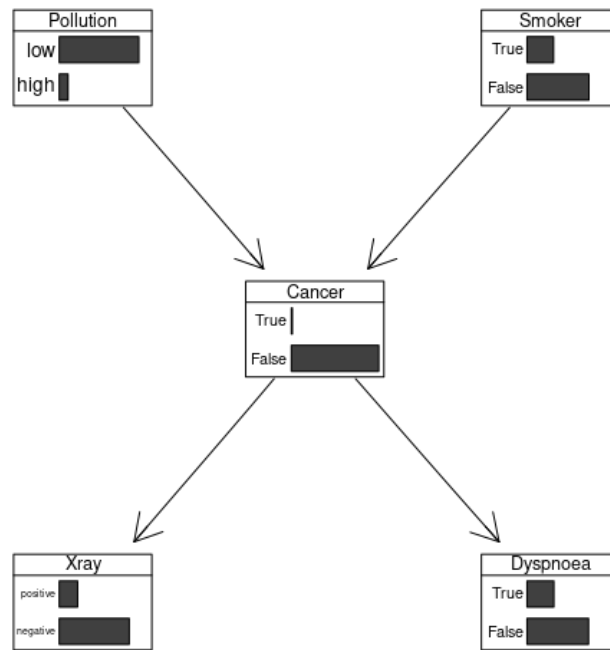 Pollution
low
high
Smoker
True
False
Cancer
True
False
Xray
positive
negative
Dyspnoea
True
False